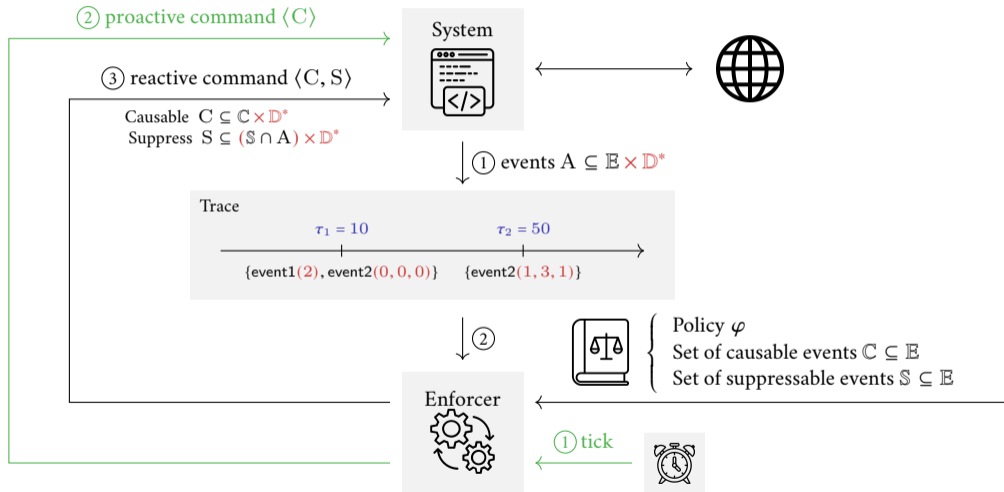 ② proactive command ⟨C⟩
System
③ reactive command ⟨C, S⟩
</>
Causable C ⊆ ℂ × 𝔻*
Suppress S ⊆ (𝕊 ∩ A) × 𝔻*
① events A ⊆ 𝔼 × 𝔻*
Trace
τ₁ = 10
τ₂ = 50
{event1(2), event2(0, 0, 0)}
{event2(1, 3, 1)}
②
Policy φ
Set of causable events ℂ ⊆ 𝔼
Set of suppressable events 𝕊 ⊆ 𝔼
Enforcer
① tick